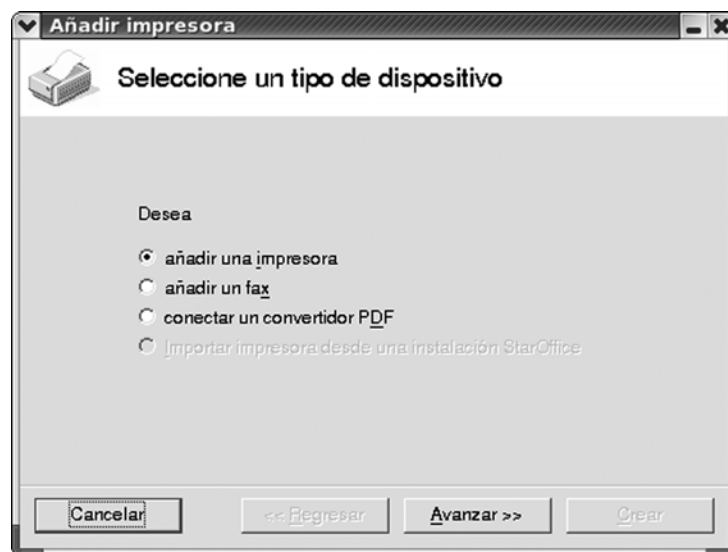 Añadir impresora
Seleccione un tipo de dispositivo
Desea
añadir una impresora
añadir un fax
conectar un convertidor PDF
Importar impresora desde una instalación StarOffice
Cancelar
<< Regresar
Avanzar >>
Crear